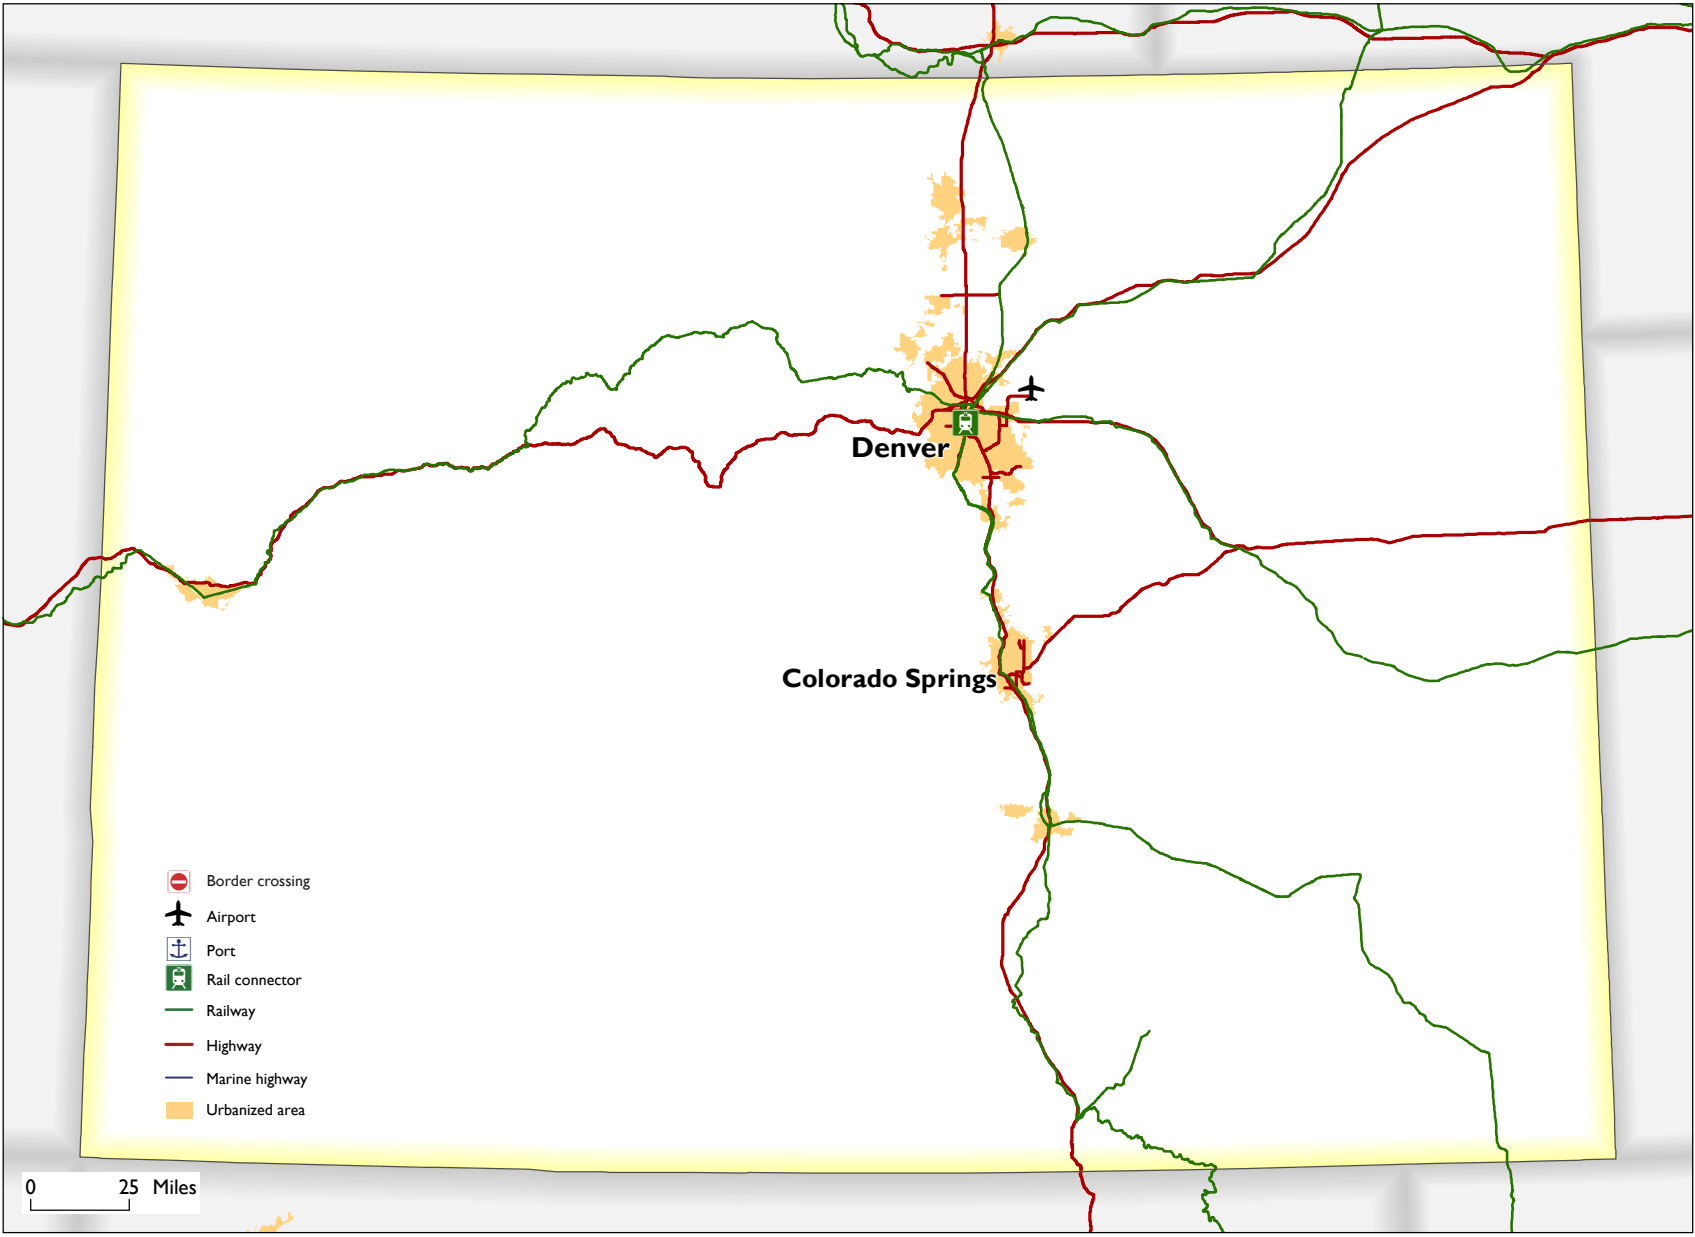 Denver
Colorado Springs
Border crossing
Airport
Port
Rail connector
Railway
Highway
Marine highway
Urbanized area
0 25 Miles